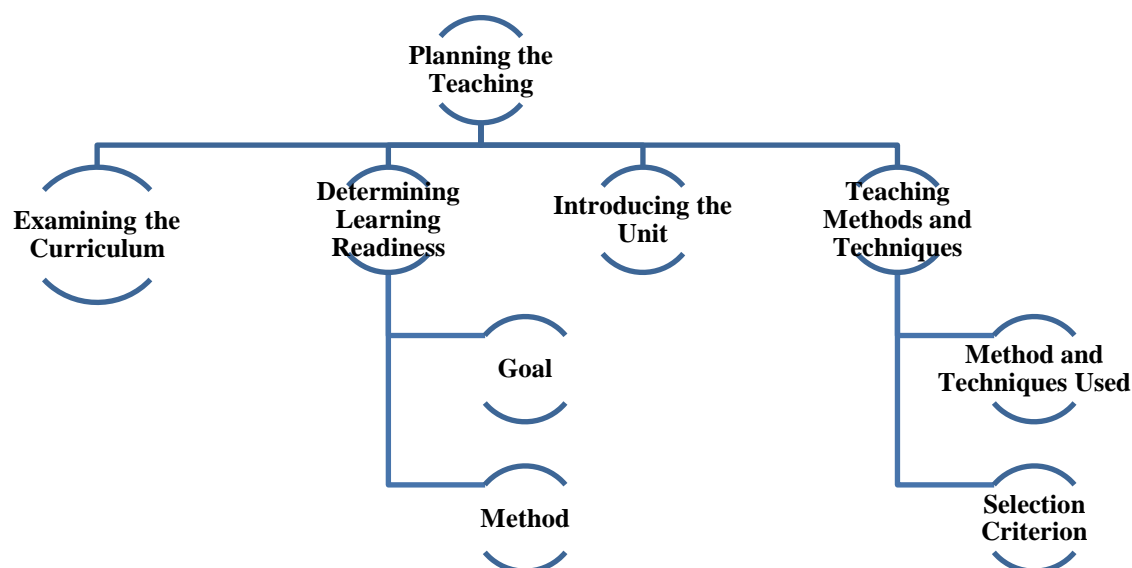 Planning the
Teaching
Examining the
Curriculum
Determining
Learning
Readiness
Introducing the
Unit
Teaching
Methods and
Techniques
Goal
Method
Method and
Techniques Used
Selection
Criterion